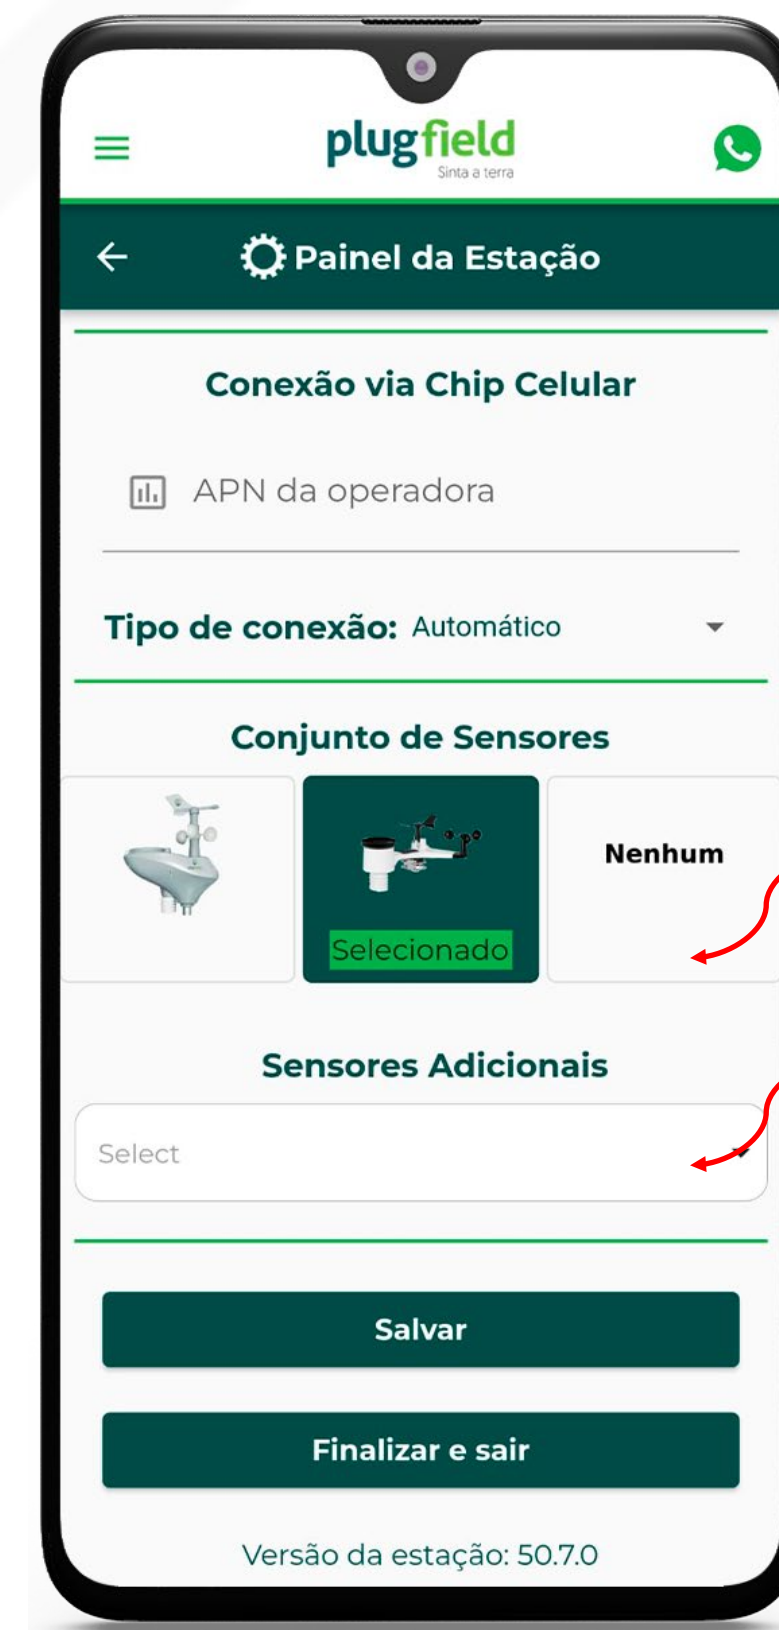 plugfield
Sinta a terra
Painel da Estação
Conexão via Chip Celular
APN da operadora
Tipo de conexão: Automático
Conjunto de Sensores
Nenhum
Selecionado
Sensores Adicionais
Select
Salvar
Finalizar e sair
Versão da estação: 50.7.0